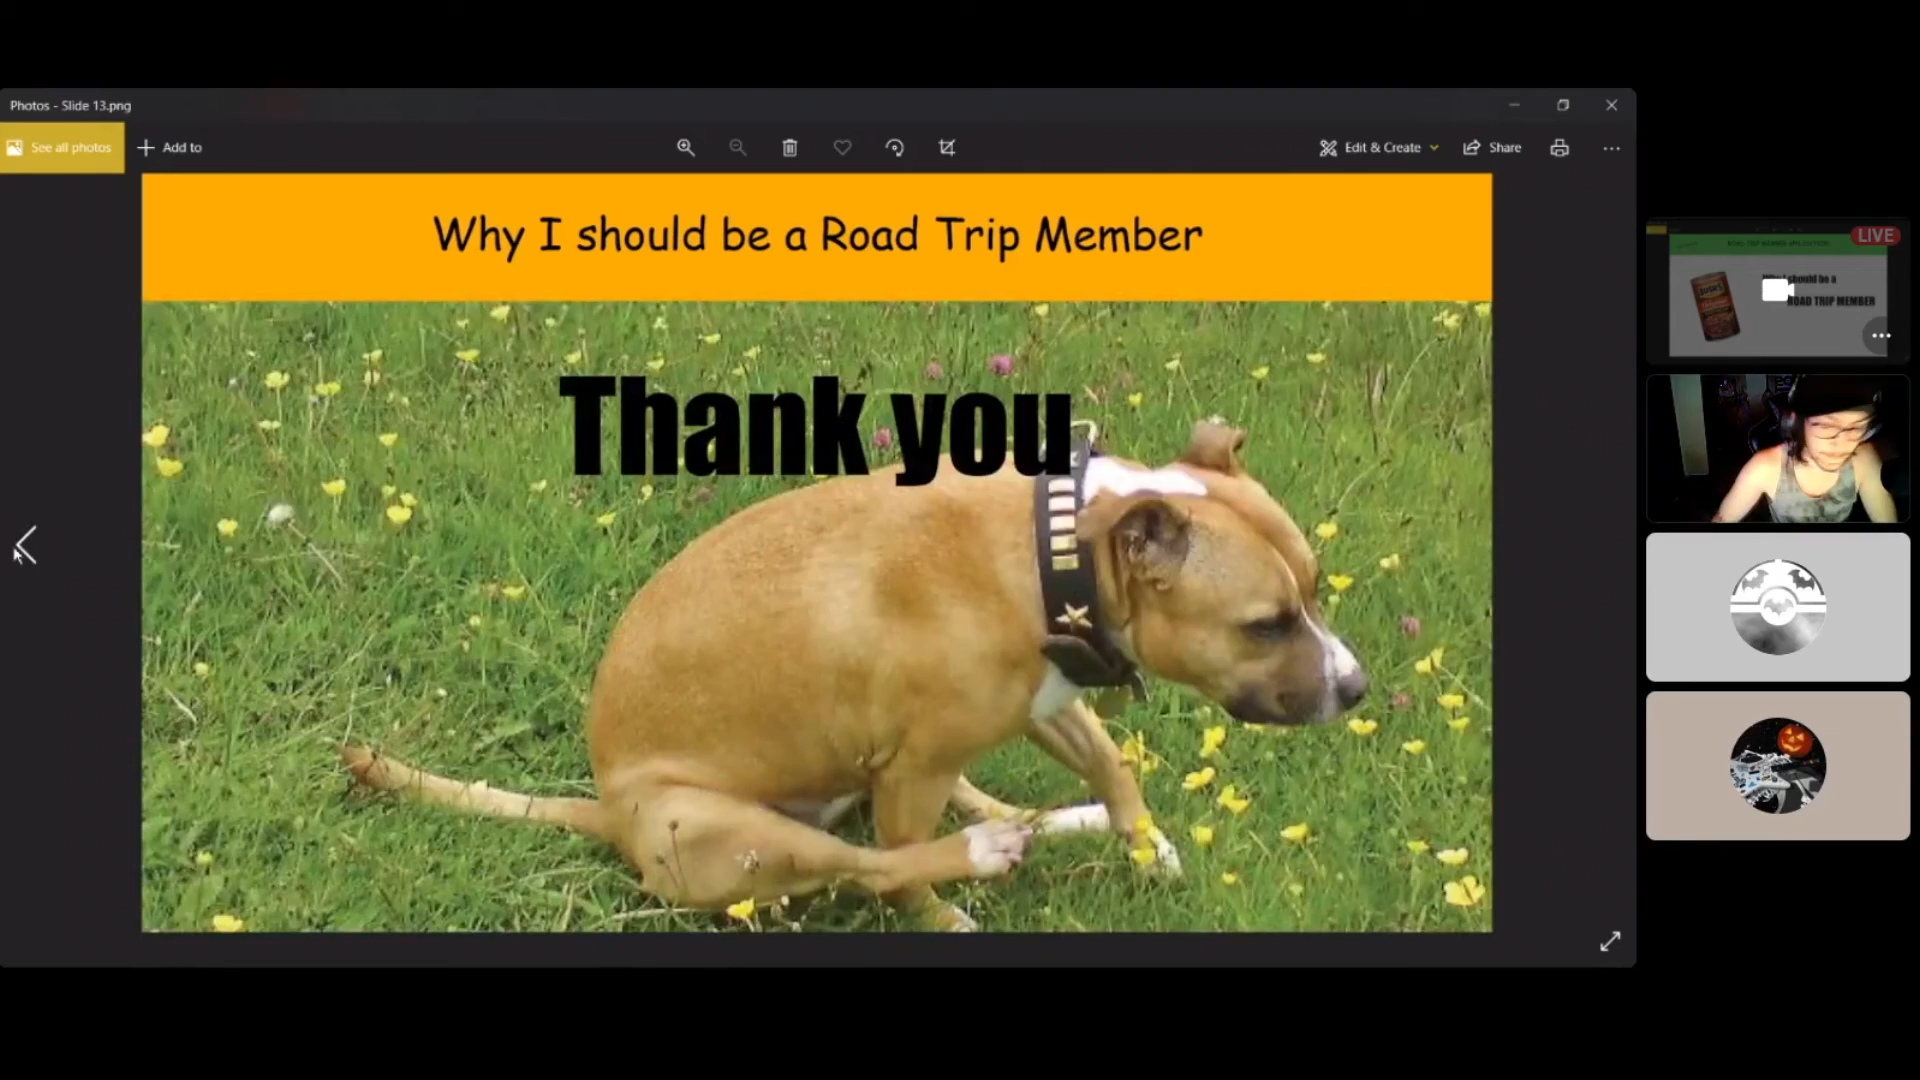 Photos - Slide 13.png
See all photos
Add to
Edit & Create
Share
Why I should be a Road Trip Member
Thank you
LIVE
ROAD TRIP MEMBER APPLICATION
Why I should be a
ROAD TRIP MEMBER